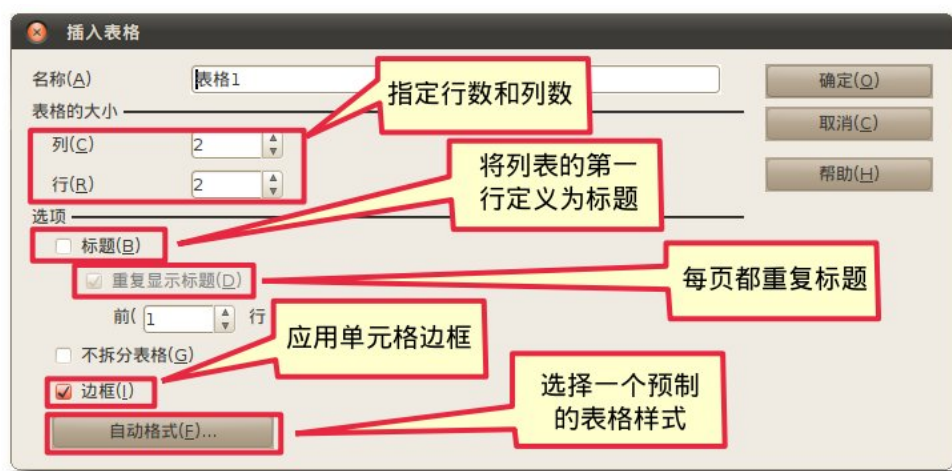 插入表格
名称(A)
表格1
指定行数和列数
确定(O)
表格的大小
取消(C)
列(C)
2
将列表的第一
行定义为标题
帮助(H)
行(R)
2
选项
标题(B)
重复显示标题(D)
每页都重复标题
前(
1
行
应用单元格边框
不拆分表格(G)
边框(I)
选择一个预制
的表格样式
自动格式(F)...